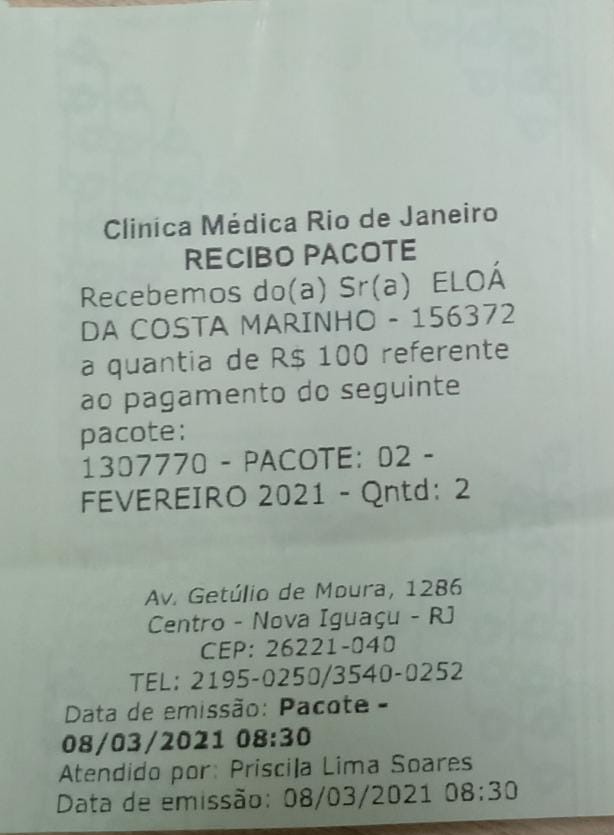 Clinica Médica Rio de Janeiro
RECIBO PACOTE
Recebemos do(a) Sr(a) ELOÁ
DA COSTA MARINHO - 156372
a quantia de R$ 100 referente
ao pagamento do seguinte
pacote:
1307770 - PACOTE: 02 -
FEVEREIRO 2021 - Qntd: 2
Av. Getúlio de Moura, 1286
Centro - Nova Iguaçu - RJ
CEP: 26221-040
TEL: 2195-0250/3540-0252
Data de emissão: Pacote -
08/03/2021 08:30
Atendido por: Priscila Lima Soares
Data de emissão: 08/03/2021 08:30